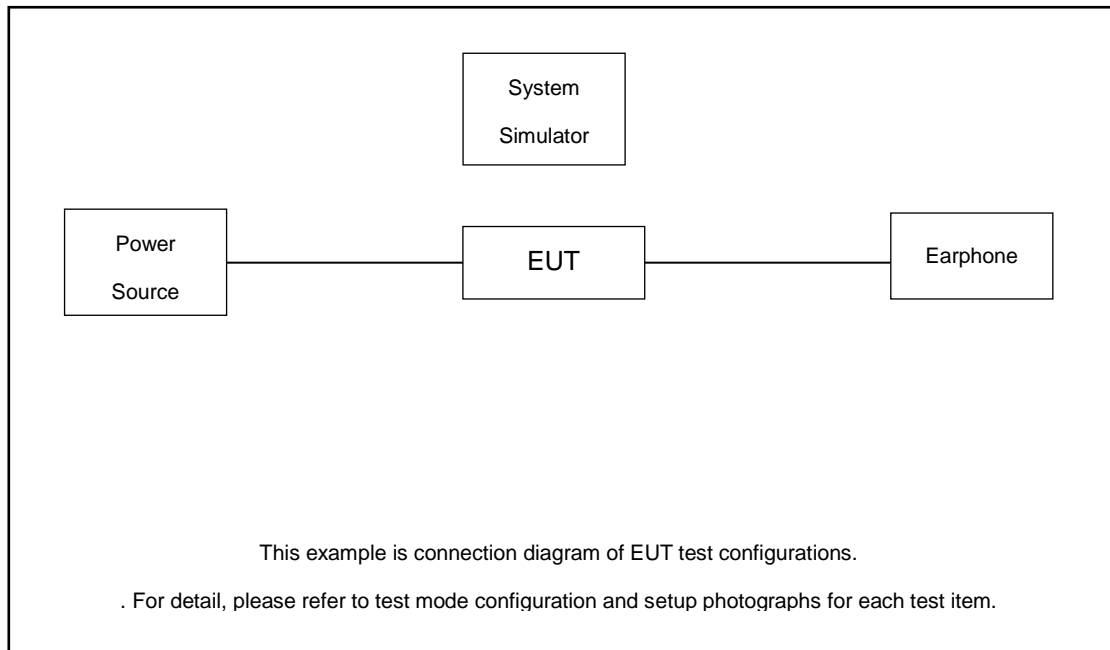 System
Simulator
Power
Source
EUT
Earphone
This example is connection diagram of EUT test configurations.
. For detail, please refer to test mode configuration and setup photographs for each test item.